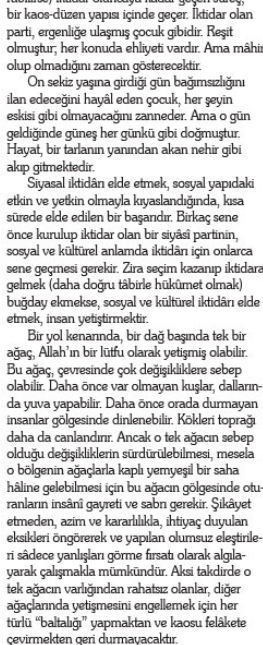 bir kaos-düzen yapısı içinde geçer. İktidar olan
parti, ergenliğe ulaşmış çocuk gibidir. Reşit
olmuştur; her konuda ehliyeti vardır. Ama mâhir
olup olmadığını zaman gösterecektir.
On sekiz yaşına girdiği gün bağımsızlığını
ilan edeceğini hayâl eden çocuk, her şeyin
eskisi gibi olmayacağını zanneder. Ama o gün
geldiğinde güneş her günkü gibi doğmuştur.
Hayat, bir tarlanın yanından akan nehir gibi
akıp gitmektedir.
Siyasal iktidârı elde etmek, sosyal yapıdaki
etkin ve yetkin olmayla kıyaslandığında, kısa
sürede elde edilen bir başarıdır. Birkaç sene
önce kurulup iktidar olan bir siyâsî partinin,
sosyal ve kültürel anlamda iktidârı için onlarca
sene geçmesi gerekir. Zira seçim kazanıp iktidara
gelmek (daha doğru tâbirle hükümet olmak)
buğday ekmekse, sosyal ve kültürel iktidârı elde
etmek, insan yetiştirmektir.
Bir yol kenarında, bir dağ başında tek bir
ağaç, Allah'ın bir lütfu olarak yetişmiş olabilir.
Bu ağaç, çevresinde çok değişikliklere sebep
olabilir. Daha önce var olmayan kuşlar, dalların-
da yuva yapabilir. Daha önce orada durmayan
insanlar gölgesinde dinlenebilir. Kökleri toprağı
daha da canlandırır. Ancak o tek ağacın sebep
olduğu değişikliklerin sürdürülebilmesi, mesela
o bölgenin ağaçlarla kaplı yemyeşil bir saha
hâline gelebilmesi için bu ağacın gölgesinde otu-
ranların insânî gayreti ve sabrı gerekir. Şikâyet
etmeden, azim ve kararlılıkla, ihtiyaç duyulan
eksikleri öngörerek ve yapılan olumsuz eleştirile-
ri sâdece yanlışları görme fırsatı olarak algıla-
yarak çalışmakla mümkündür. Aksi takdirde o
tek ağacın varlığından rahatsız olanlar, diğer
ağaçlarında yetişmesini engellemek için her
türlü “baltalığı” yapmaktan ve kaosu felâkete
çevirmekten geri durmayacaktır.